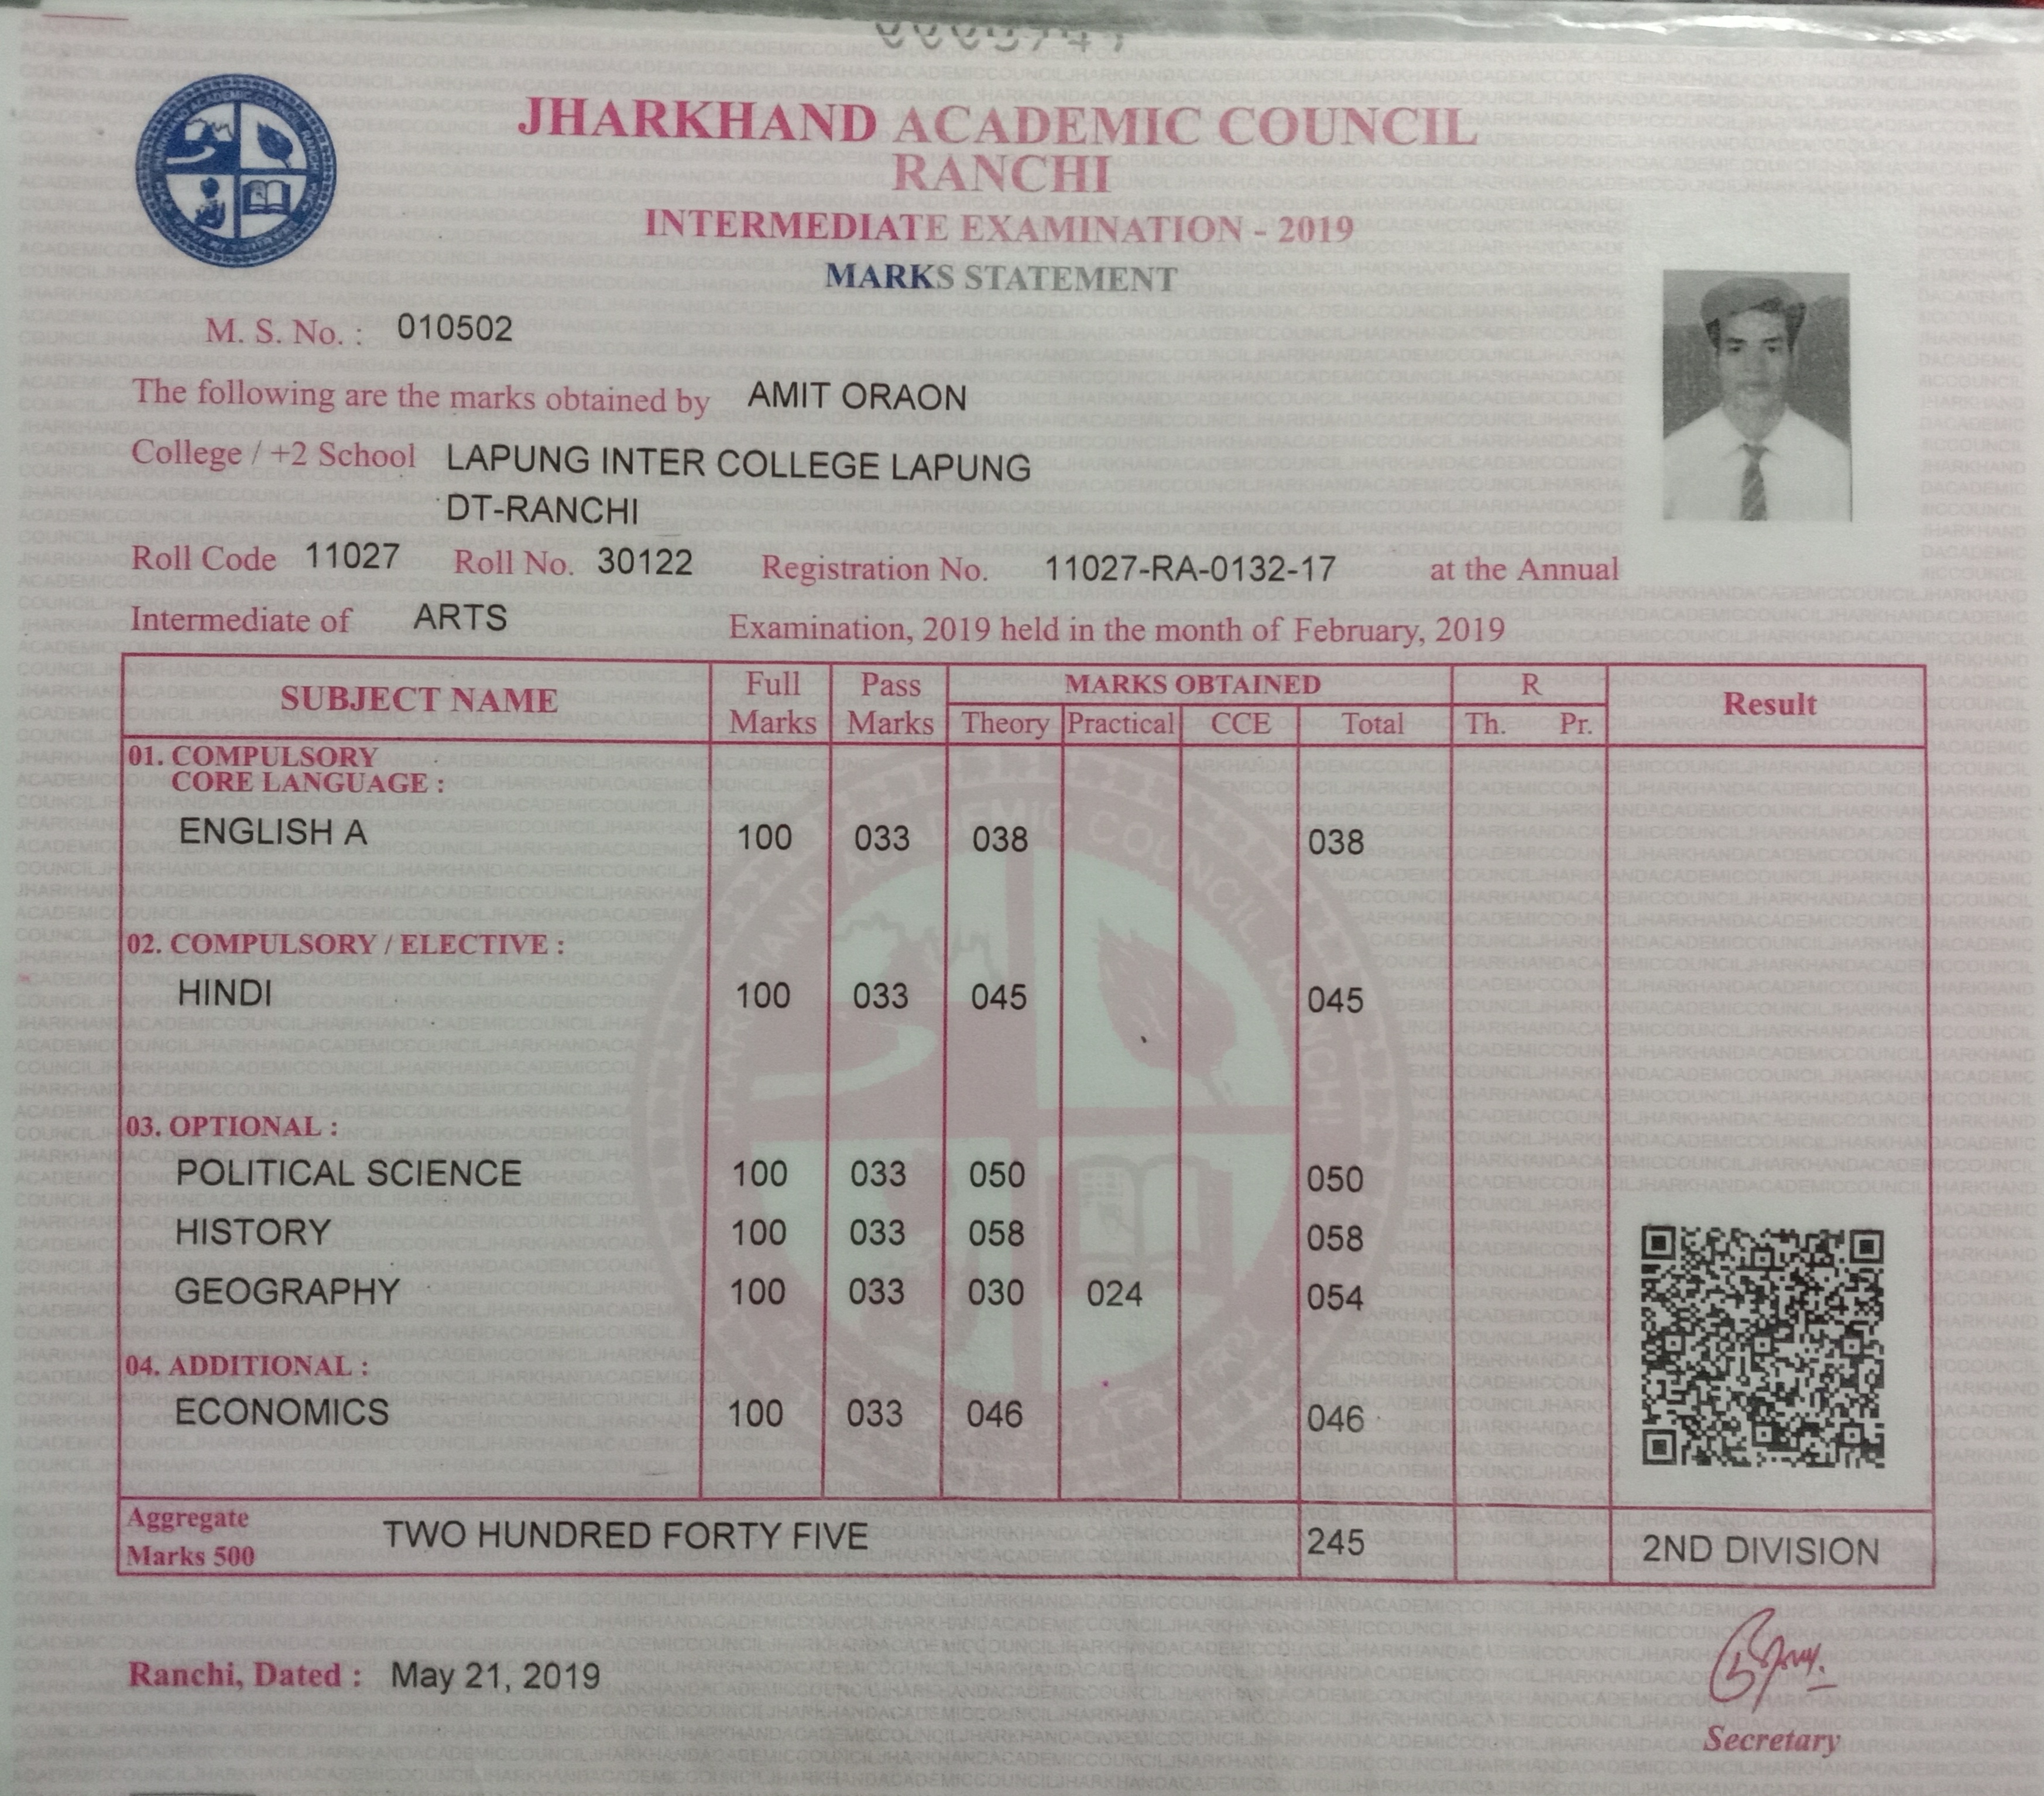 JHARKHAND ACADEMIC COUNCIL
RANCHI
INTERMEDIATE EXAMINATION - 2019
MARKS STATEMENT
M. S. No. : 010502
The following are the marks obtained by AMIT ORAON
College / +2 School LAPUNG INTER COLLEGE LAPUNG
DT-RANCHI
Roll Code 11027 Roll No. 30122 Registration No. 11027-RA-0132-17 at the Annual
Intermediate of ARTS Examination, 2019 held in the month of February, 2019
SUBJECT NAME Full Marks Pass Marks MARKS OBTAINED R Result
Theory Practical CCE Total Th. Pr.
01. COMPULSORY
CORE LANGUAGE :
ENGLISH A 100 033 038 038
02. COMPULSORY / ELECTIVE :
HINDI 100 033 045 045
03. OPTIONAL :
POLITICAL SCIENCE 100 033 050 050
HISTORY 100 033 058 058
GEOGRAPHY 100 033 030 024 054
04. ADDITIONAL :
ECONOMICS 100 033 046 046
Aggregate
Marks 500 TWO HUNDRED FORTY FIVE 245 2ND DIVISION
Ranchi, Dated : May 21, 2019
Secretary